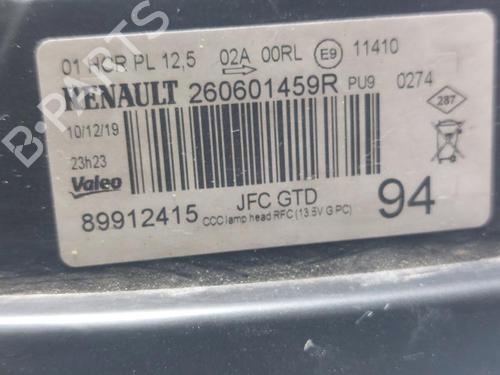 01 HCR PL 12,5 02A 00RL E9 11410
RENAULT 260601459R PU9 0274
10/12/19 287
23h23
Valeo JFC GTD 94
89912415 CCC lamp head RFC (13.5V G PC)
B-PARTS